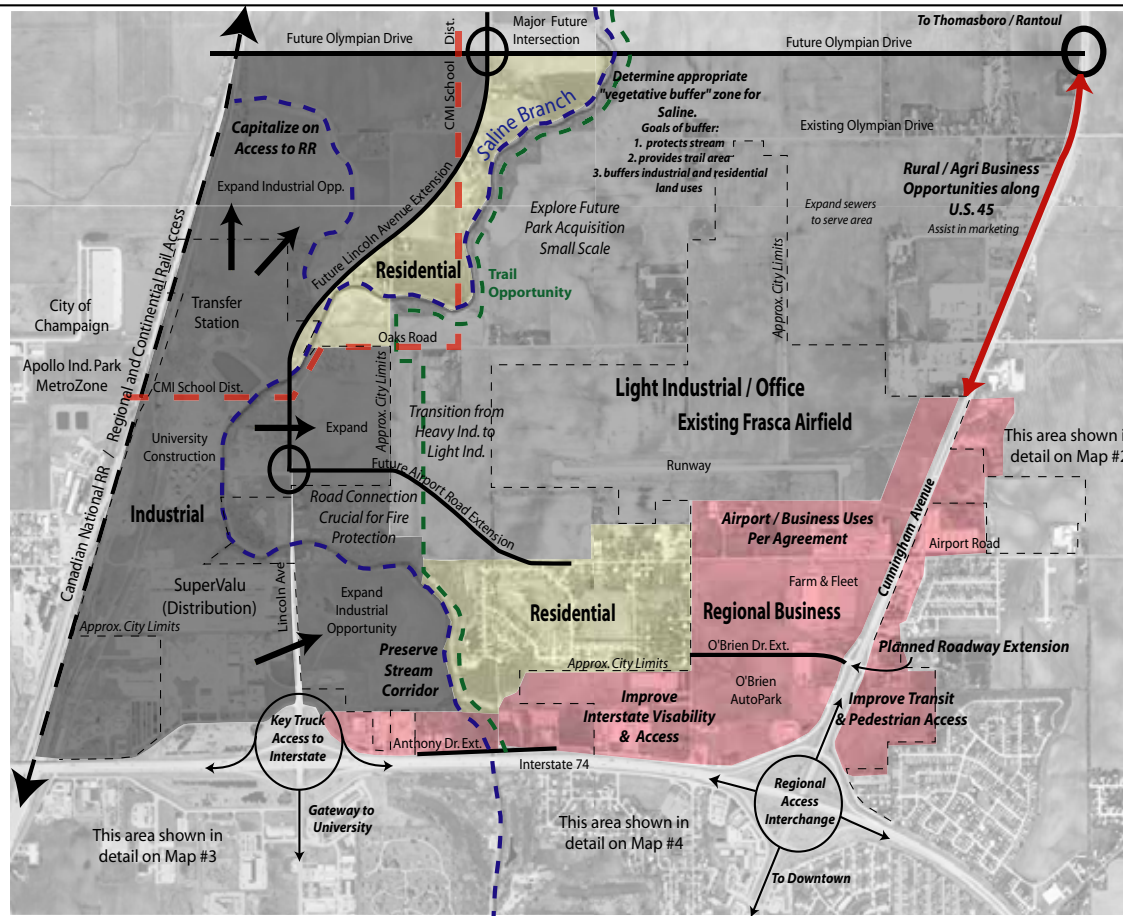 To Thomasboro / Rantoul
Major Future
Intersection
Future Olympian Drive
Future Olympian Drive
CMI School Dist.
Determine appropriate
"vegetative buffer" zone for
Saline.
Goals of buffer:
1. protects stream
2. provides trail area
3. buffers industrial and residential
land uses
Saline Branch
Capitalize on
Access to RR
Existing Olympian Drive
Expand Industrial Opp.
Rural / Agri Business
Opportunities along
U.S. 45
Assist in marketing
Expand sewers
to serve area
Explore Future
Park Acquisition
Small Scale
Future Lincoln Avenue Extension
Residential
Trail
Opportunity
Approx. City Limits
Canadian National RR / Regional and Continental Rail Access
City of
Champaign
Transfer
Station
Oaks Road
Apollo Ind. Park
MetroZone
CMI School Dist.
Approx. City Limits
Light Industrial / Office
Existing Frasca Airfield
Transition from
Heavy Ind. to
Light Ind.
Expand
University
Construction
This area shown i
detail on Map #2
Runway
Future Airport Road Extension
Road Connection
Crucial for Fire
Protection
Industrial
Airport / Business Uses
Per Agreement
Cunningham Avenue
Airport Road
SuperValu
(Distribution)
Lincoln Ave
Expand
Industrial
Opportunity
Farm & Fleet
Residential
Regional Business
Approx. City Limits
O'Brien Dr. Ext.
Planned Roadway Extension
Preserve
Stream
Corridor
Approx. City Limits
O'Brien
AutoPark
Improve
Interstate Visability
& Access
Improve Transit
& Pedestrian Access
Key Truck
Access to
Interstate
Anthony Dr. Ext.
Interstate 74
Regional
Access
Interchange
Gateway to
University
This area shown in
detail on Map #3
This area shown in
detail on Map #4
To Downtown